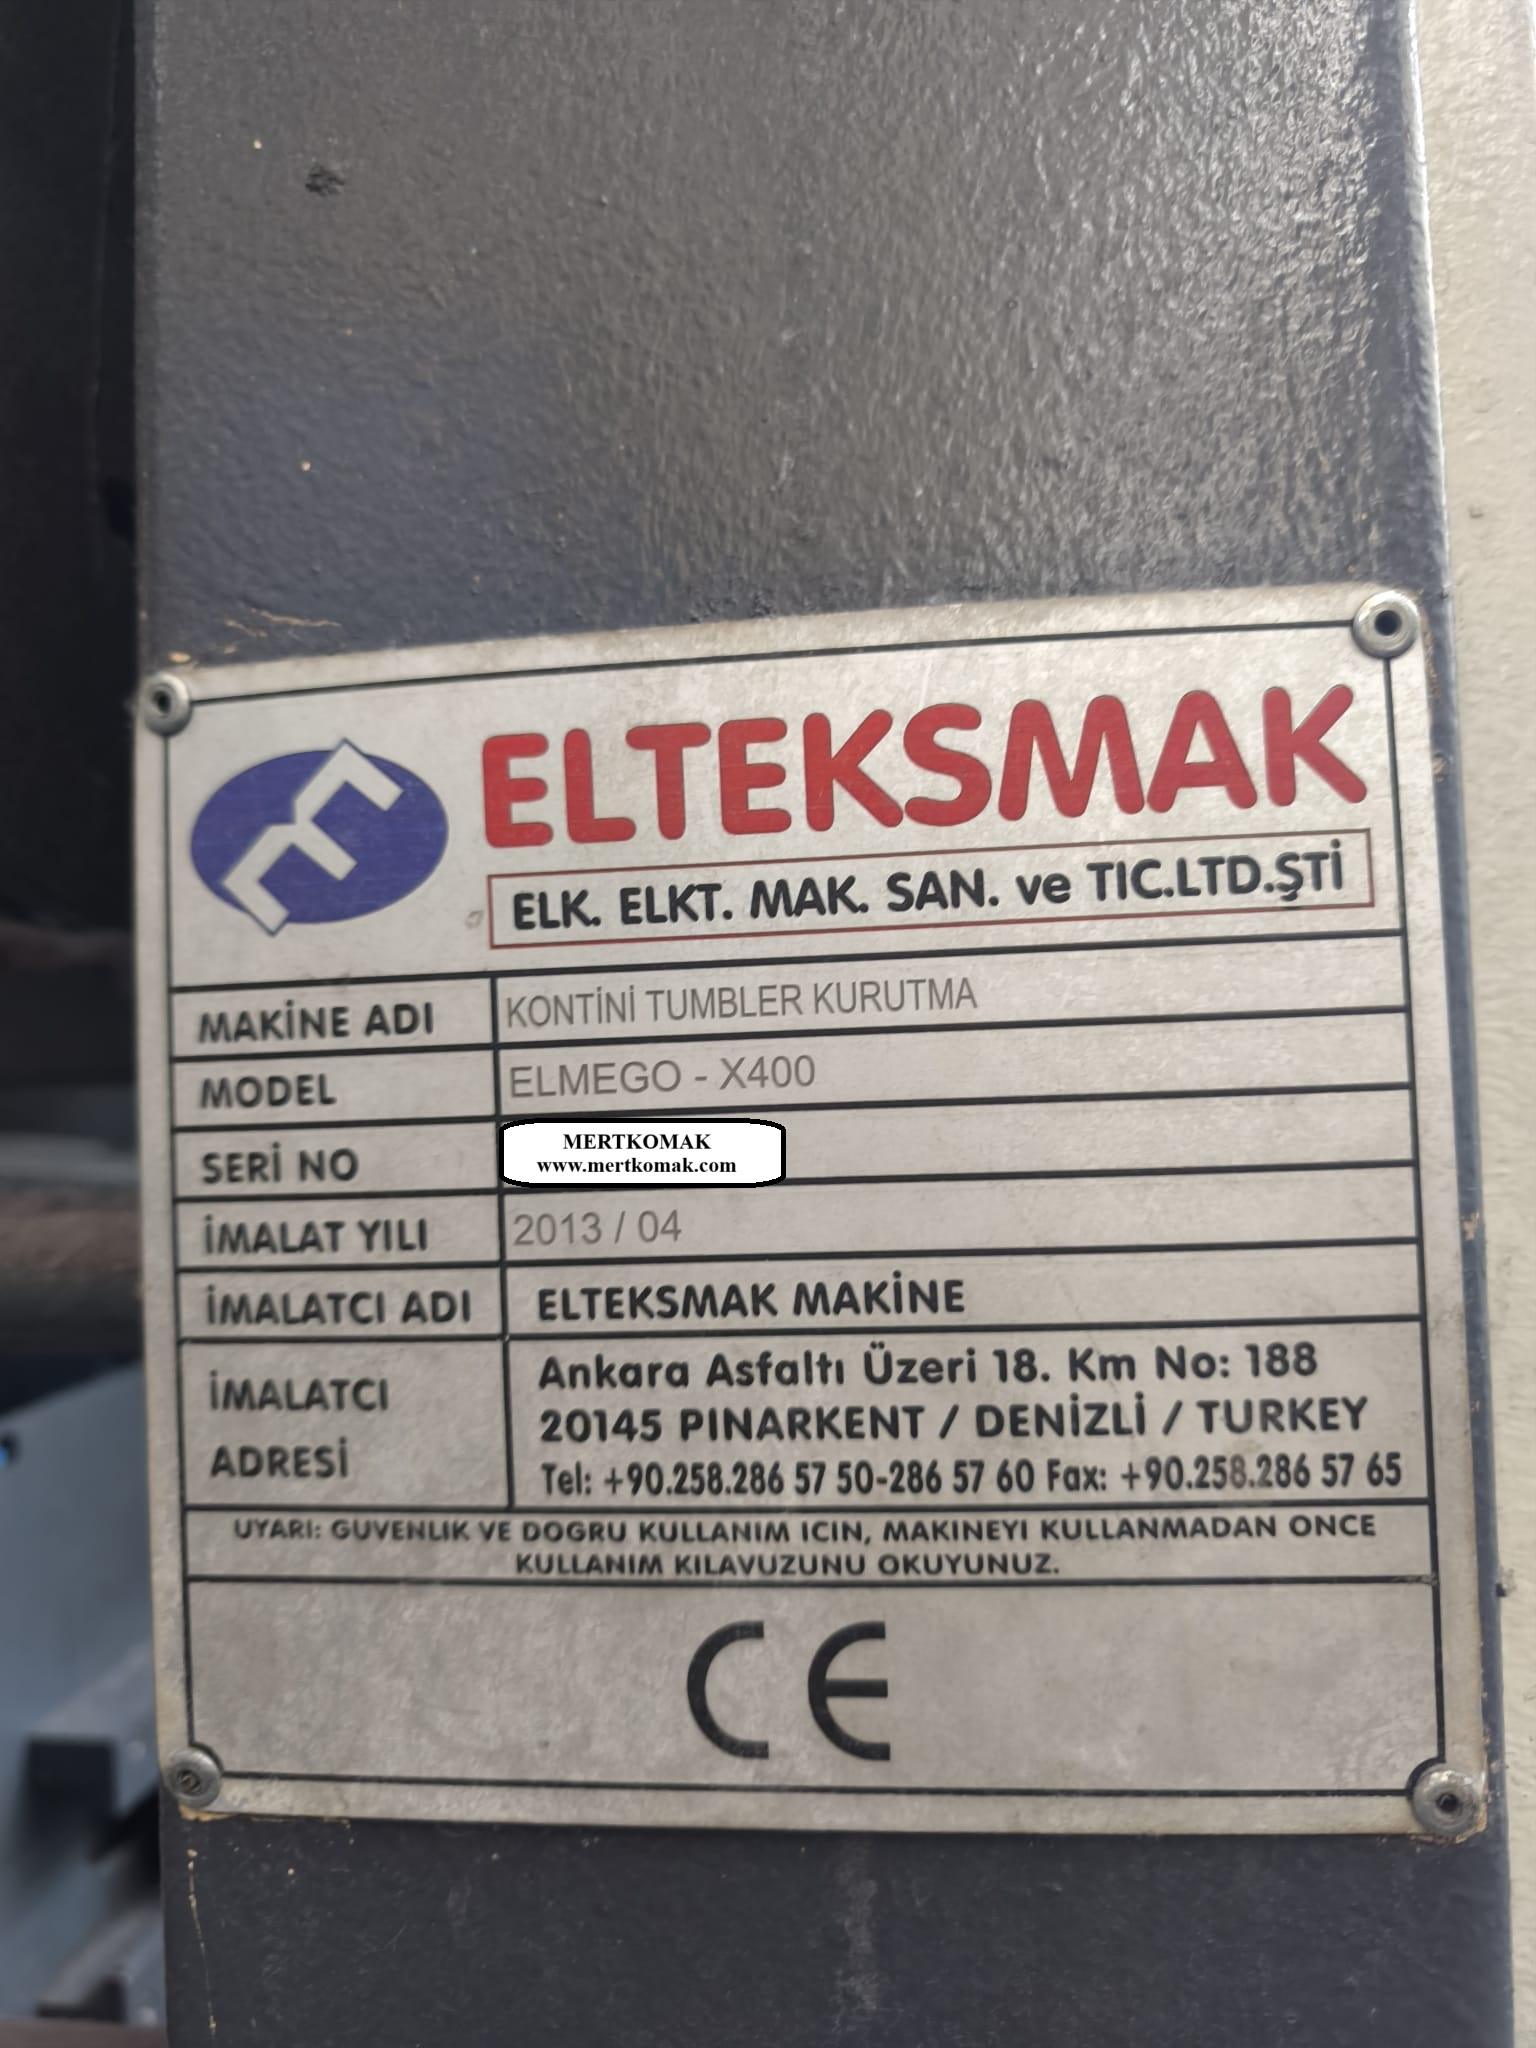 ELTEKSMAK
ELK. ELKT. MAK. SAN. ve TIC.LTD.ŞTİ
MAKİNE ADI KONTİNİ TUMBLER KURUTMA
MODEL ELMEGO - X400
SERİ NO MERTKOMAK
www.mertkomak.com
İMALAT YILI 2013 / 04
İMALATCI ADI ELTEKSMAK MAKİNE
İMALATCI ADRESİ
Ankara Asfaltı Üzeri 18. Km No: 188
20145 PINARKENT / DENİZLİ / TURKEY
Tel: +90.258.286 57 50-286 57 60 Fax: +90.258.286 57 65
UYARI: GUVENLIK VE DOGRU KULLANIM ICIN, MAKINEYI KULLANMADAN ONCE
KULLANIM KILAVUZUNU OKUYUNUZ.
CE